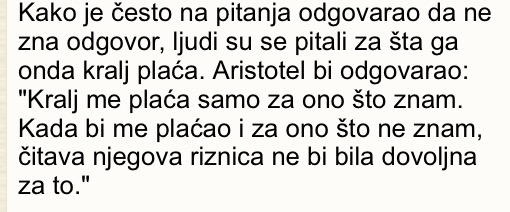 Kako je često na pitanja odgovarao da ne
zna odgovor, ljudi su se pitali za šta ga
onda kralj plaća. Aristotel bi odgovarao:
"Kralj me plaća samo za ono što znam.
Kada bi me plaćao i za ono što ne znam,
čitava njegova riznica ne bi bila dovoljna
za to."